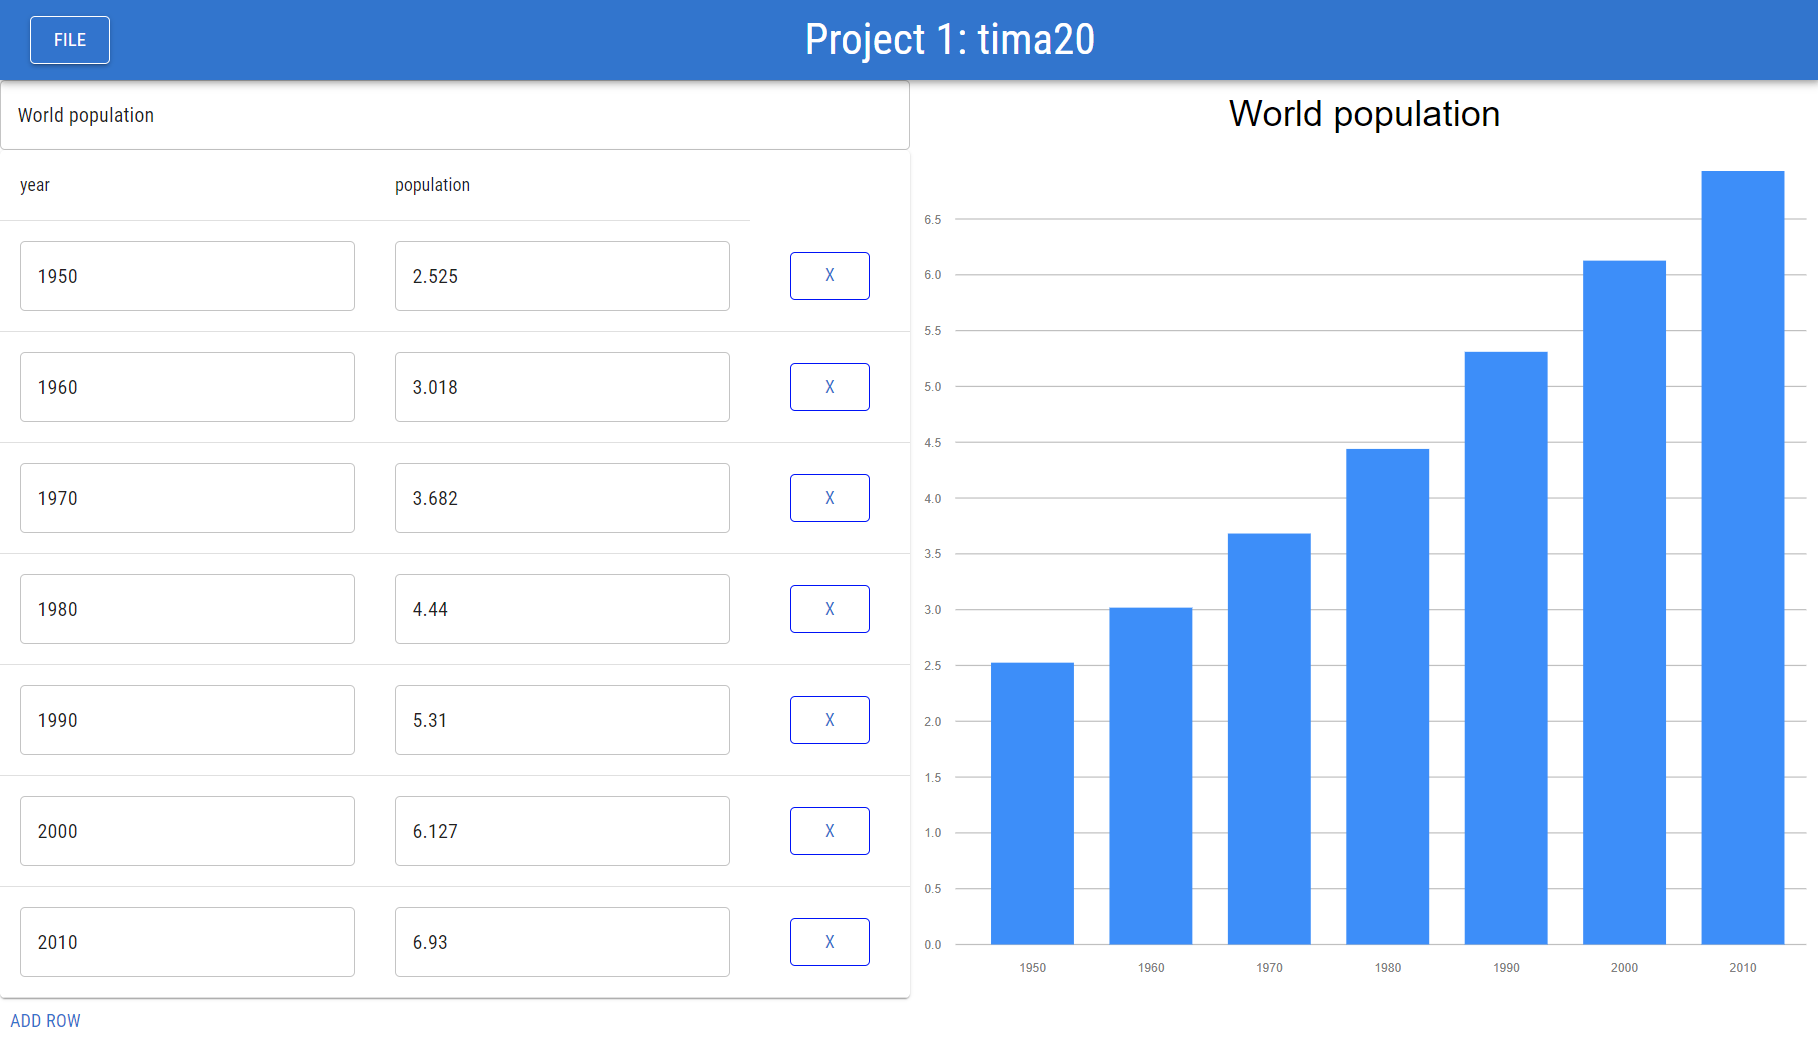 FILE
Project 1: tima20
World population
year population
1950 2.525 X
1960 3.018 X
1970 3.682 X
1980 4.44 X
1990 5.31 X
2000 6.127 X
2010 6.93 X
ADD ROW
World population
6.5
6.0
5.5
5.0
4.5
4.0
3.5
3.0
2.5
2.0
1.5
1.0
0.5
0.0
1950 1960 1970 1980 1990 2000 2010